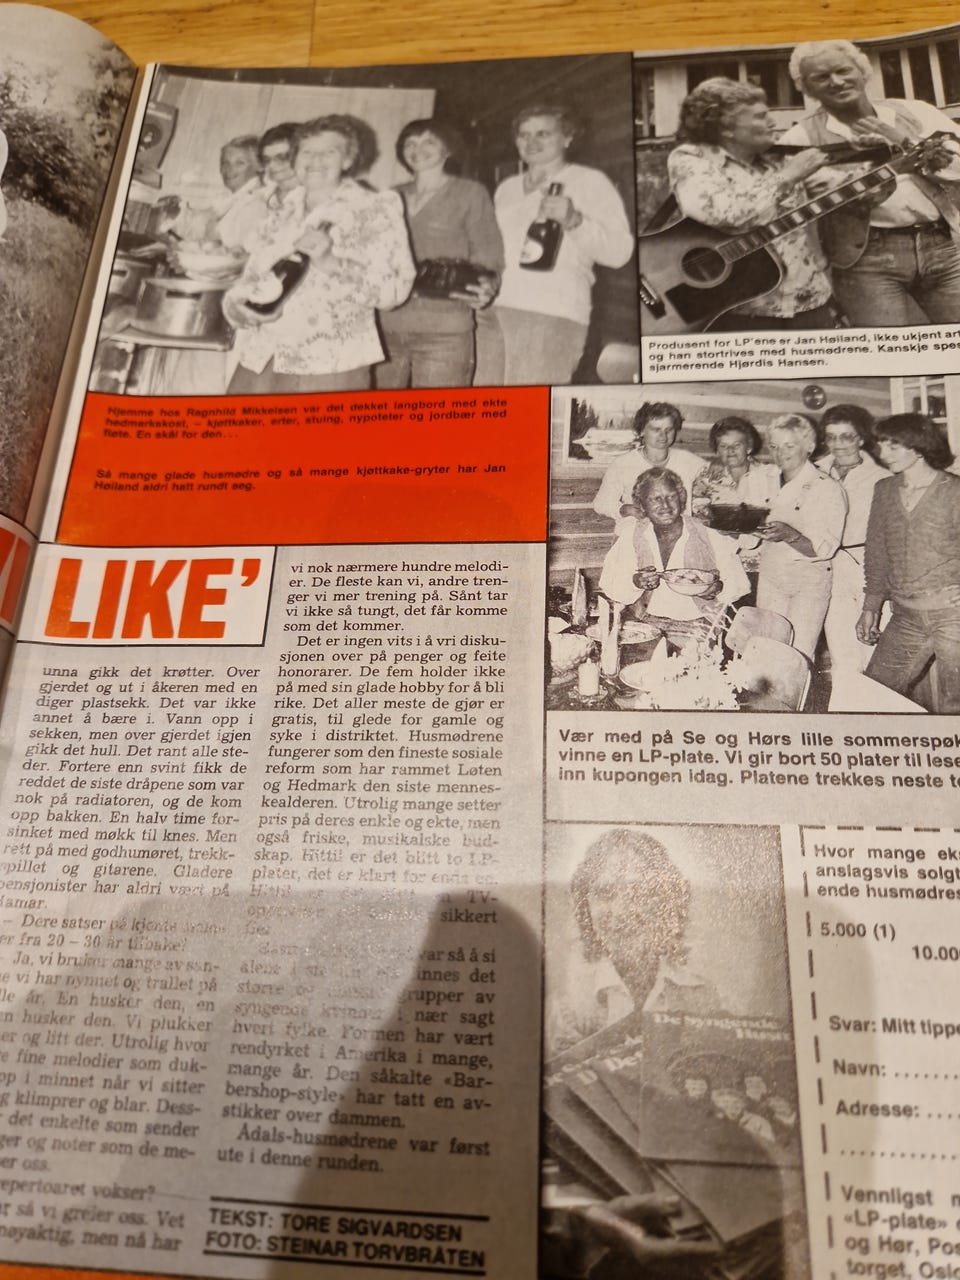 Produsent for LP'ene er Jan Høiland, ikke ukjent
og han stortrives med husmødrene. Kanskje
sjarmerende Hjørdis Hansen.
Hjemme hos Ragnhild Mikkelsen var det dekket langbord med ekte
hedmarkskost, – kjøttkaker, erter, stuing, nypoteter og jordbær med
fløte. En skål for den...
Så mange glade husmødre og så mange kjøttkake-gryter har Jan
Høiland aldri hatt rundt seg.
LIKE'
unna gikk det krøtter. Over
gjerdet og ut i åkeren med en
diger plastsekk. Det var ikke
annet å bære i. Vann opp i
sekken, men over gjerdet igjen
gikk det hull. Det rant alle ste-
der. Fortere enn svint fikk de
reddet de siste dråpene som var
nok på radiatoren, og de kom
opp bakken. En halv time for-
sinket med møkk til knes. Men
rett på med godhumøret, trekk-
spillet og gitarene. Gladere
pensjonister har aldri vært på
Hamar.
– Dere satser på kjente
er fra 20 – 30 år tilbake?
Ja, vi bruker mange av
vi har nynnet og trallet på
år. En husker den, en
husker den. Vi plukker
og litt der. Utrolig hvor
fine melodier som duk-
opp i minnet når vi sitter
klimprer og blar. Dess-
det enkelte som sender
og noter som de me-
oss.
repertoaret vokser?
så vi greier oss. Vet
nøyaktig, men nå har
vi nok nærmere hundre melodi-
er. De fleste kan vi, andre tren-
ger vi mer trening på. Sånt tar
vi ikke så tungt, det får komme
som det kommer.
Det er ingen vits i å vri disku-
sjonen over på penger og feite
honorarer. De fem holder ikke
på med sin glade hobby for å bli
rike. Det aller meste de gjør er
gratis, til glede for gamle og
syke i distriktet. Husmødrene
fungerer som den fineste sosiale
reform som har rammet Løten
og Hedmark den siste mennes-
kealderen. Utrolig mange setter
pris på deres enkle og ekte, men
også friske, musikalske bud-
skap. Hittil er det blitt to LP-
plater, det er klart for
TV-
sikkert
var så å si
innes det
grupper av
syngende kvinner i nær sagt
hvert fylke. Formen har vært
rendyrket i Amerika i mange,
mange år. Den såkalte «Bar-
bershop-style» har tatt en av-
stikker over dammen.
Ådals-husmødrene var først
ute i denne runden.
TEKST: TORE SIGVARDSEN
FOTO: STEINAR TORVBRÅTEN
Vær med på Se og Hørs lille
vinne en LP-plate. Vi gir bort 50 plater til
inn kupongen idag. Platene trekkes neste
De syngende
Hvor mange
anslagsvis solgt
ende
5.000 (1)
Svar: Mitt
Navn:
Adresse:
Vennligst
«LP-plate»
og Hør,
torget, Oslo